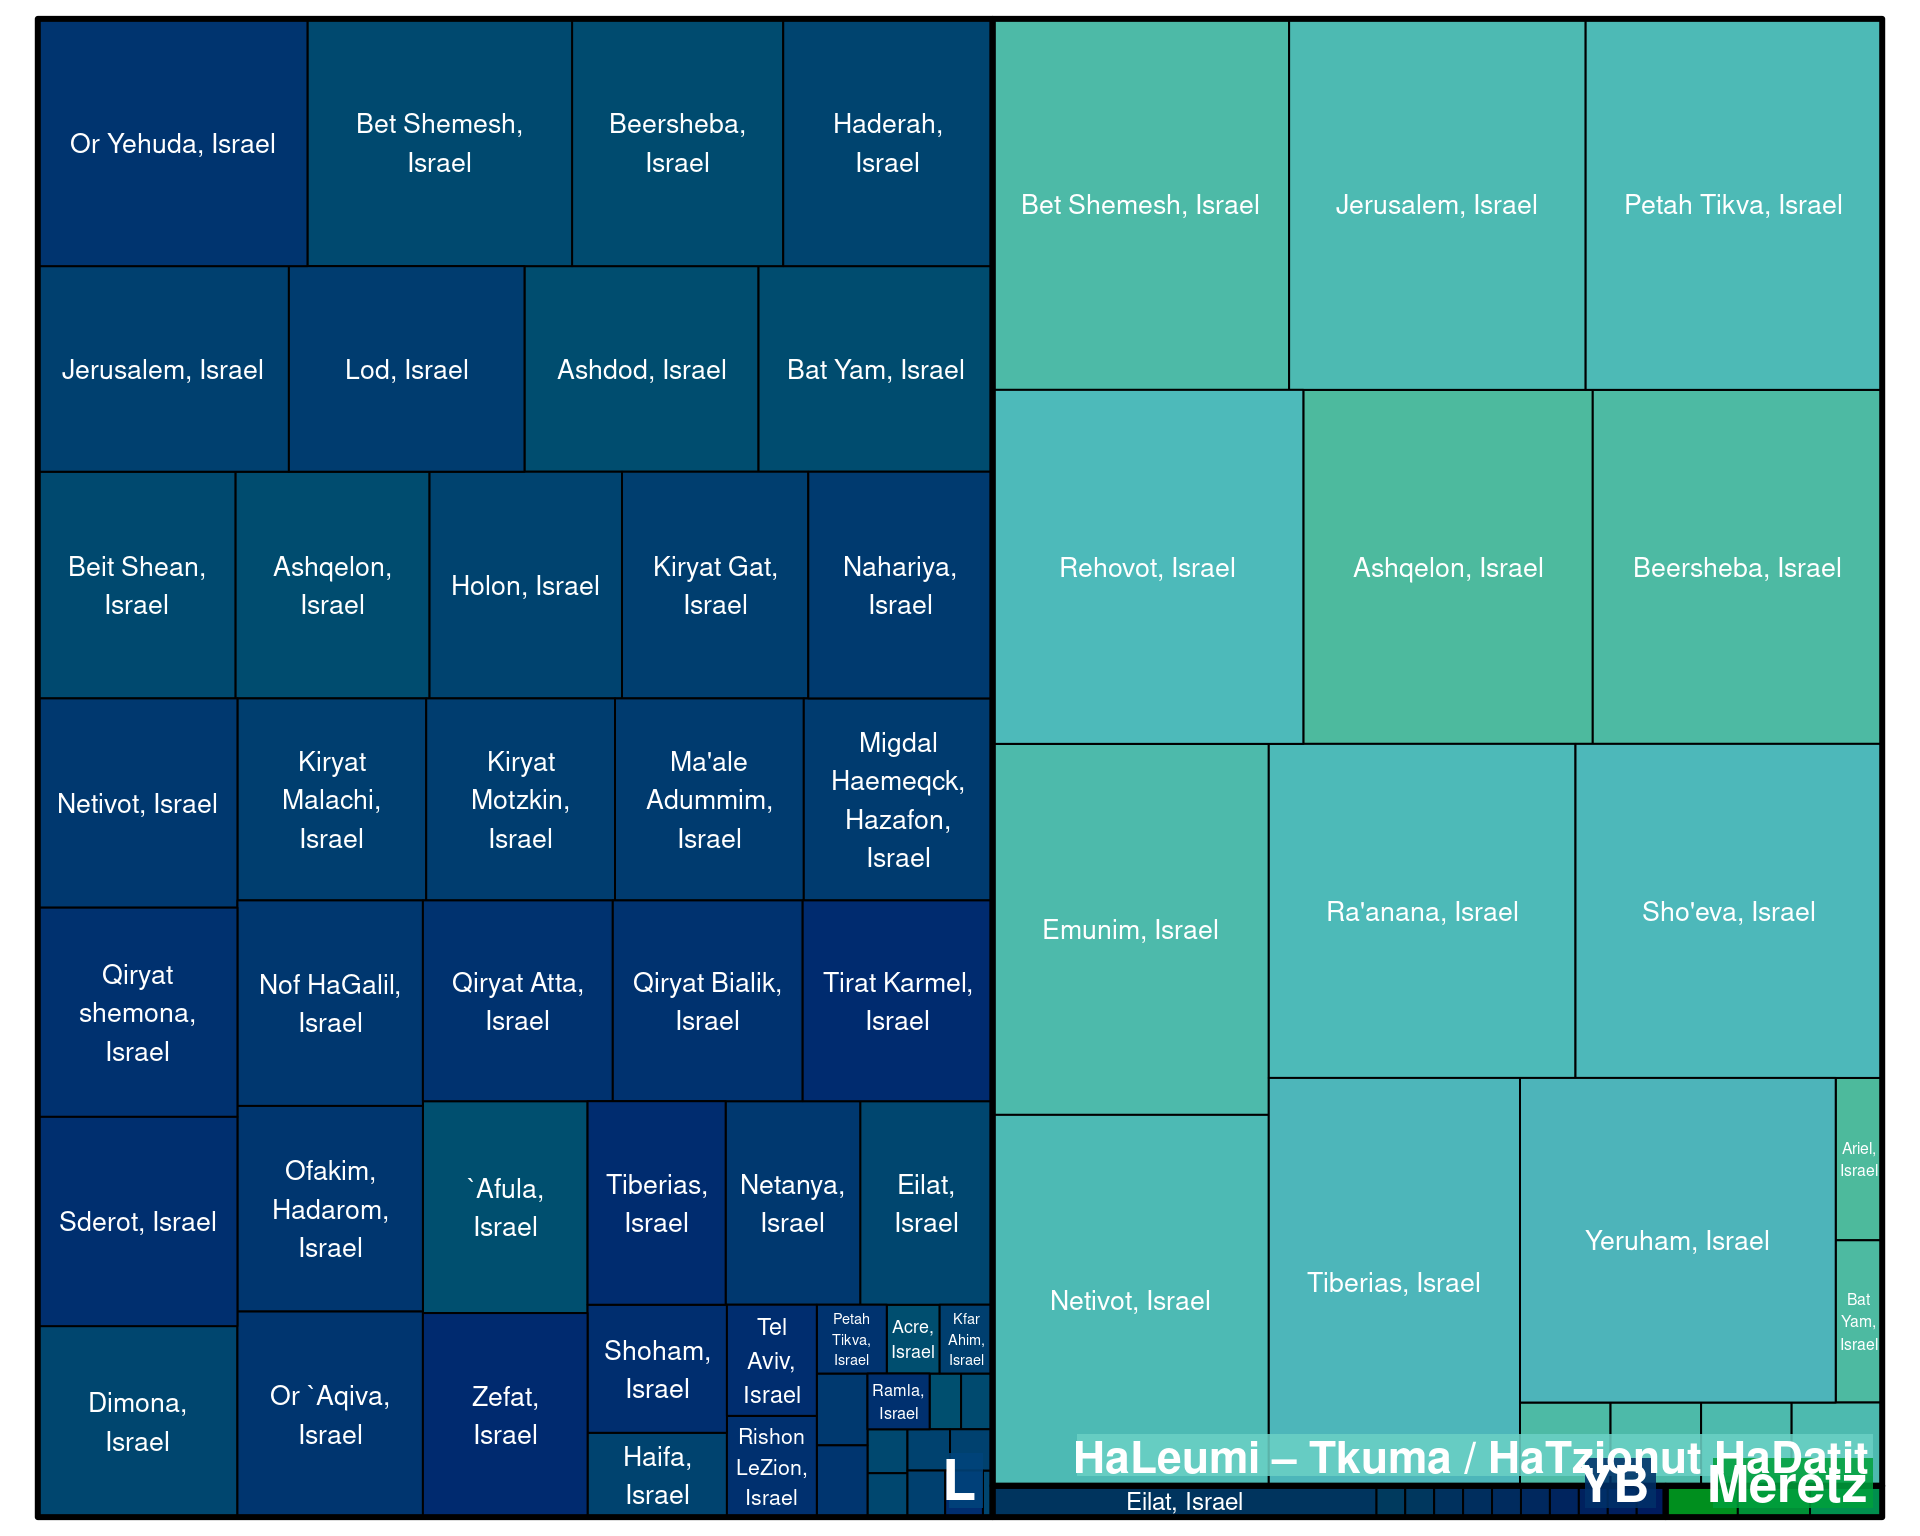 Or Yehuda, Israel
Bet Shemesh,
Israel
Beersheba,
Israel
Haderah,
Israel
Jerusalem, Israel
Lod, Israel
Ashdod, Israel
Bat Yam, Israel
Beit Shean,
Israel
Ashqelon,
Israel
Holon, Israel
Kiryat Gat,
Israel
Nahariya,
Israel
Netivot, Israel
Kiryat
Malachi,
Israel
Kiryat
Motzkin,
Israel
Ma'ale
Adummim,
Israel
Migdal
Haemeqck,
Hazafon,
Israel
Qiryat
shemona,
Israel
Nof HaGalil,
Israel
Qiryat Atta,
Israel
Qiryat Bialik,
Israel
Tirat Karmel,
Israel
Sderot, Israel
Ofakim,
Hadarom,
Israel
`Afula,
Israel
Tiberias,
Israel
Netanya,
Israel
Eilat,
Israel
Dimona,
Israel
Or `Aqiva,
Israel
Zefat,
Israel
Shoham,
Israel
Haifa,
Israel
Tel
Aviv,
Israel
Rishon
LeZion,
Israel
Petah
Tikva,
Israel
Acre,
Israel
Kfar
Ahim,
Israel
Ramla,
Israel
L
Bet Shemesh, Israel
Jerusalem, Israel
Petah Tikva, Israel
Rehovot, Israel
Ashqelon, Israel
Beersheba, Israel
Emunim, Israel
Ra'anana, Israel
Sho'eva, Israel
Netivot, Israel
Tiberias, Israel
Yeruham, Israel
Ariel,
Israel
Bat
Yam,
Israel
HaLeumi – Tkuma / HaTzionut HaDatit
Eilat, Israel
YB
Meretz